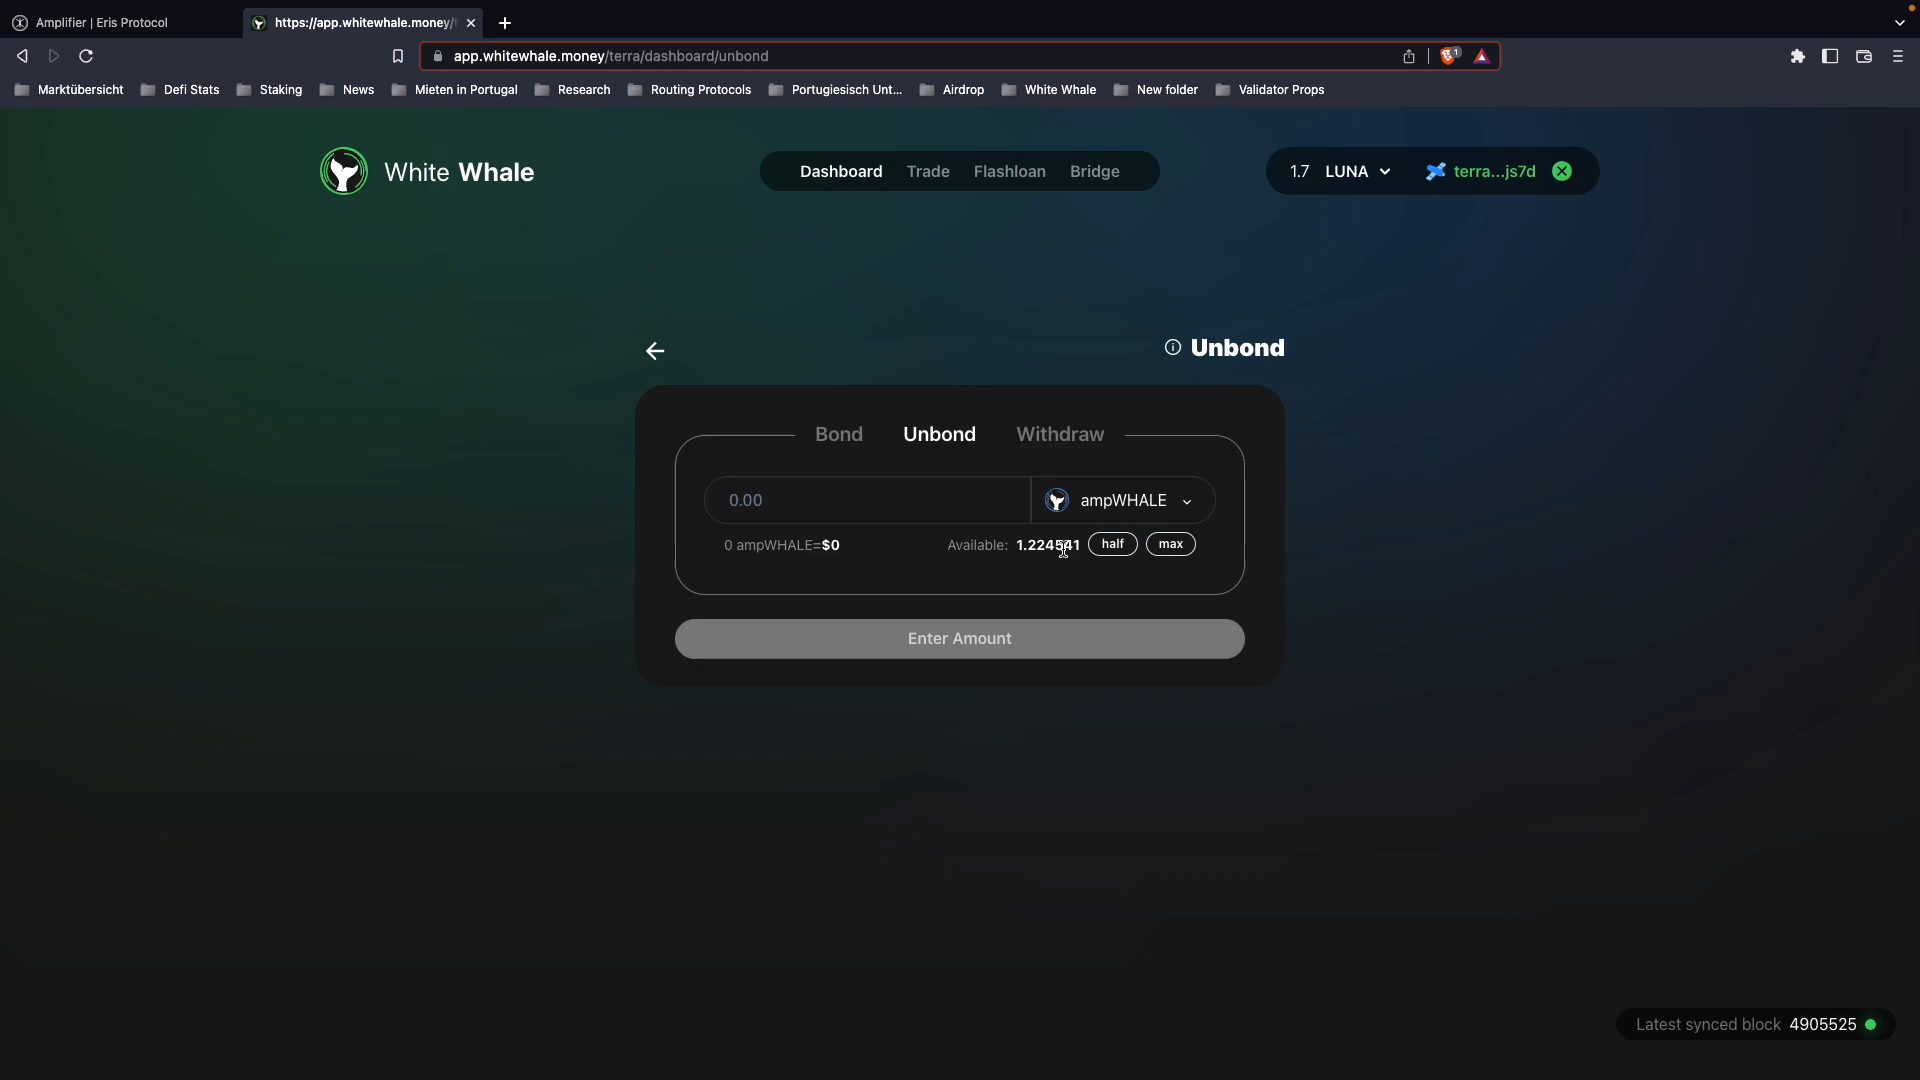 Amplifier | Eris Protocol
https://app.whitewhale.money/t
app.whitewhale.money/terra/dashboard/unbond
1
Marktübersicht
Defi Stats
Staking
News
Mieten in Portugal
Research
Routing Protocols
Portugiesisch Unt...
Airdrop
White Whale
New folder
Validator Props
White Whale
Dashboard
Trade
Flashloan
Bridge
1.7 LUNA
terra...js7d
Unbond
Bond
Unbond
Withdraw
0.00
ampWHALE
0 ampWHALE=$0
Available: 1.224541
half
max
Enter Amount
Latest synced block 4905525